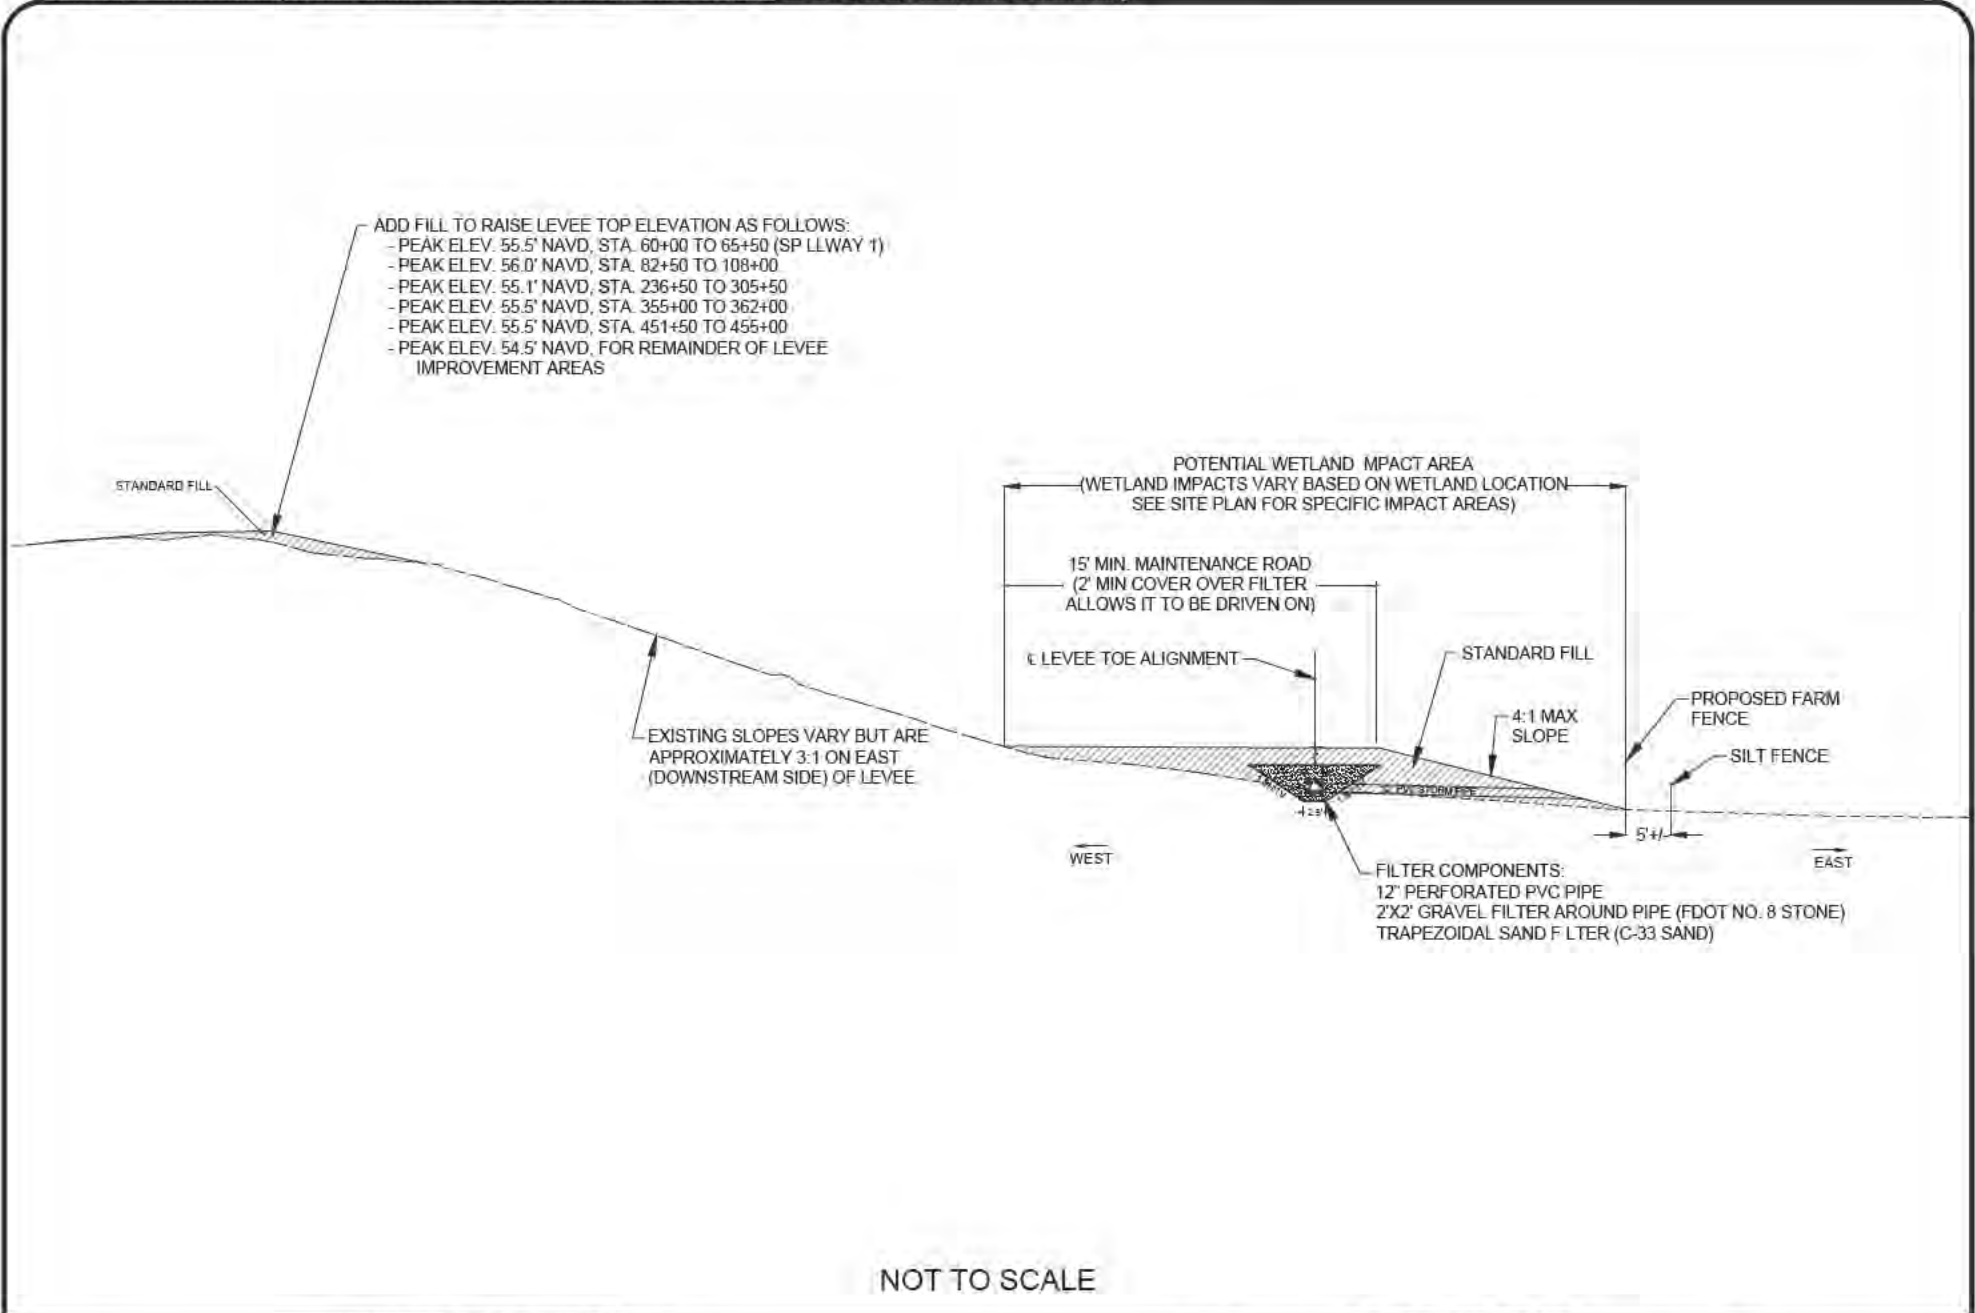 ADD FILL TO RAISE LEVEE TOP ELEVATION AS FOLLOWS:
- PEAK ELEV. 55.5' NAVD, STA. 60+00 TO 65+50 (SP LLWAY 1)
- PEAK ELEV. 56.0' NAVD, STA. 82+50 TO 108+00
- PEAK ELEV. 55.1' NAVD, STA. 236+50 TO 305+50
- PEAK ELEV. 55.5' NAVD, STA. 355+00 TO 362+00
- PEAK ELEV. 55.5' NAVD, STA. 451+50 TO 455+00
- PEAK ELEV. 54.5' NAVD, FOR REMAINDER OF LEVEE
IMPROVEMENT AREAS
STANDARD FILL
POTENTIAL WETLAND MPACT AREA
(WETLAND IMPACTS VARY BASED ON WETLAND LOCATION
SEE SITE PLAN FOR SPECIFIC IMPACT AREAS)
15' MIN. MAINTENANCE ROAD
(2' MIN COVER OVER FILTER
ALLOWS IT TO BE DRIVEN ON)
℄ LEVEE TOE ALIGNMENT
STANDARD FILL
4:1 MAX
SLOPE
PROPOSED FARM
FENCE
SILT FENCE
EXISTING SLOPES VARY BUT ARE
APPROXIMATELY 3:1 ON EAST
(DOWNSTREAM SIDE) OF LEVEE
PVC STORM PIPE
2.5'
5'+/-
WEST
EAST
FILTER COMPONENTS:
12" PERFORATED PVC PIPE
2'X2' GRAVEL FILTER AROUND PIPE (FDOT NO. 8 STONE)
TRAPEZOIDAL SAND F LTER (C-33 SAND)
NOT TO SCALE